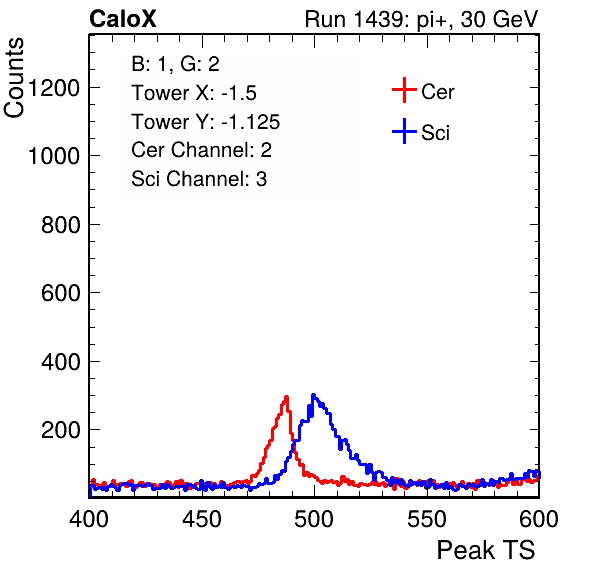 CaloX Run 1439: pi+, 30 GeV
Counts
B: 1, G: 2
Tower X: -1.5
Tower Y: -1.125
Cer Channel: 2
Sci Channel: 3
Cer
Sci
1200
1000
800
600
400
200
400 450 500 550 600
Peak TS